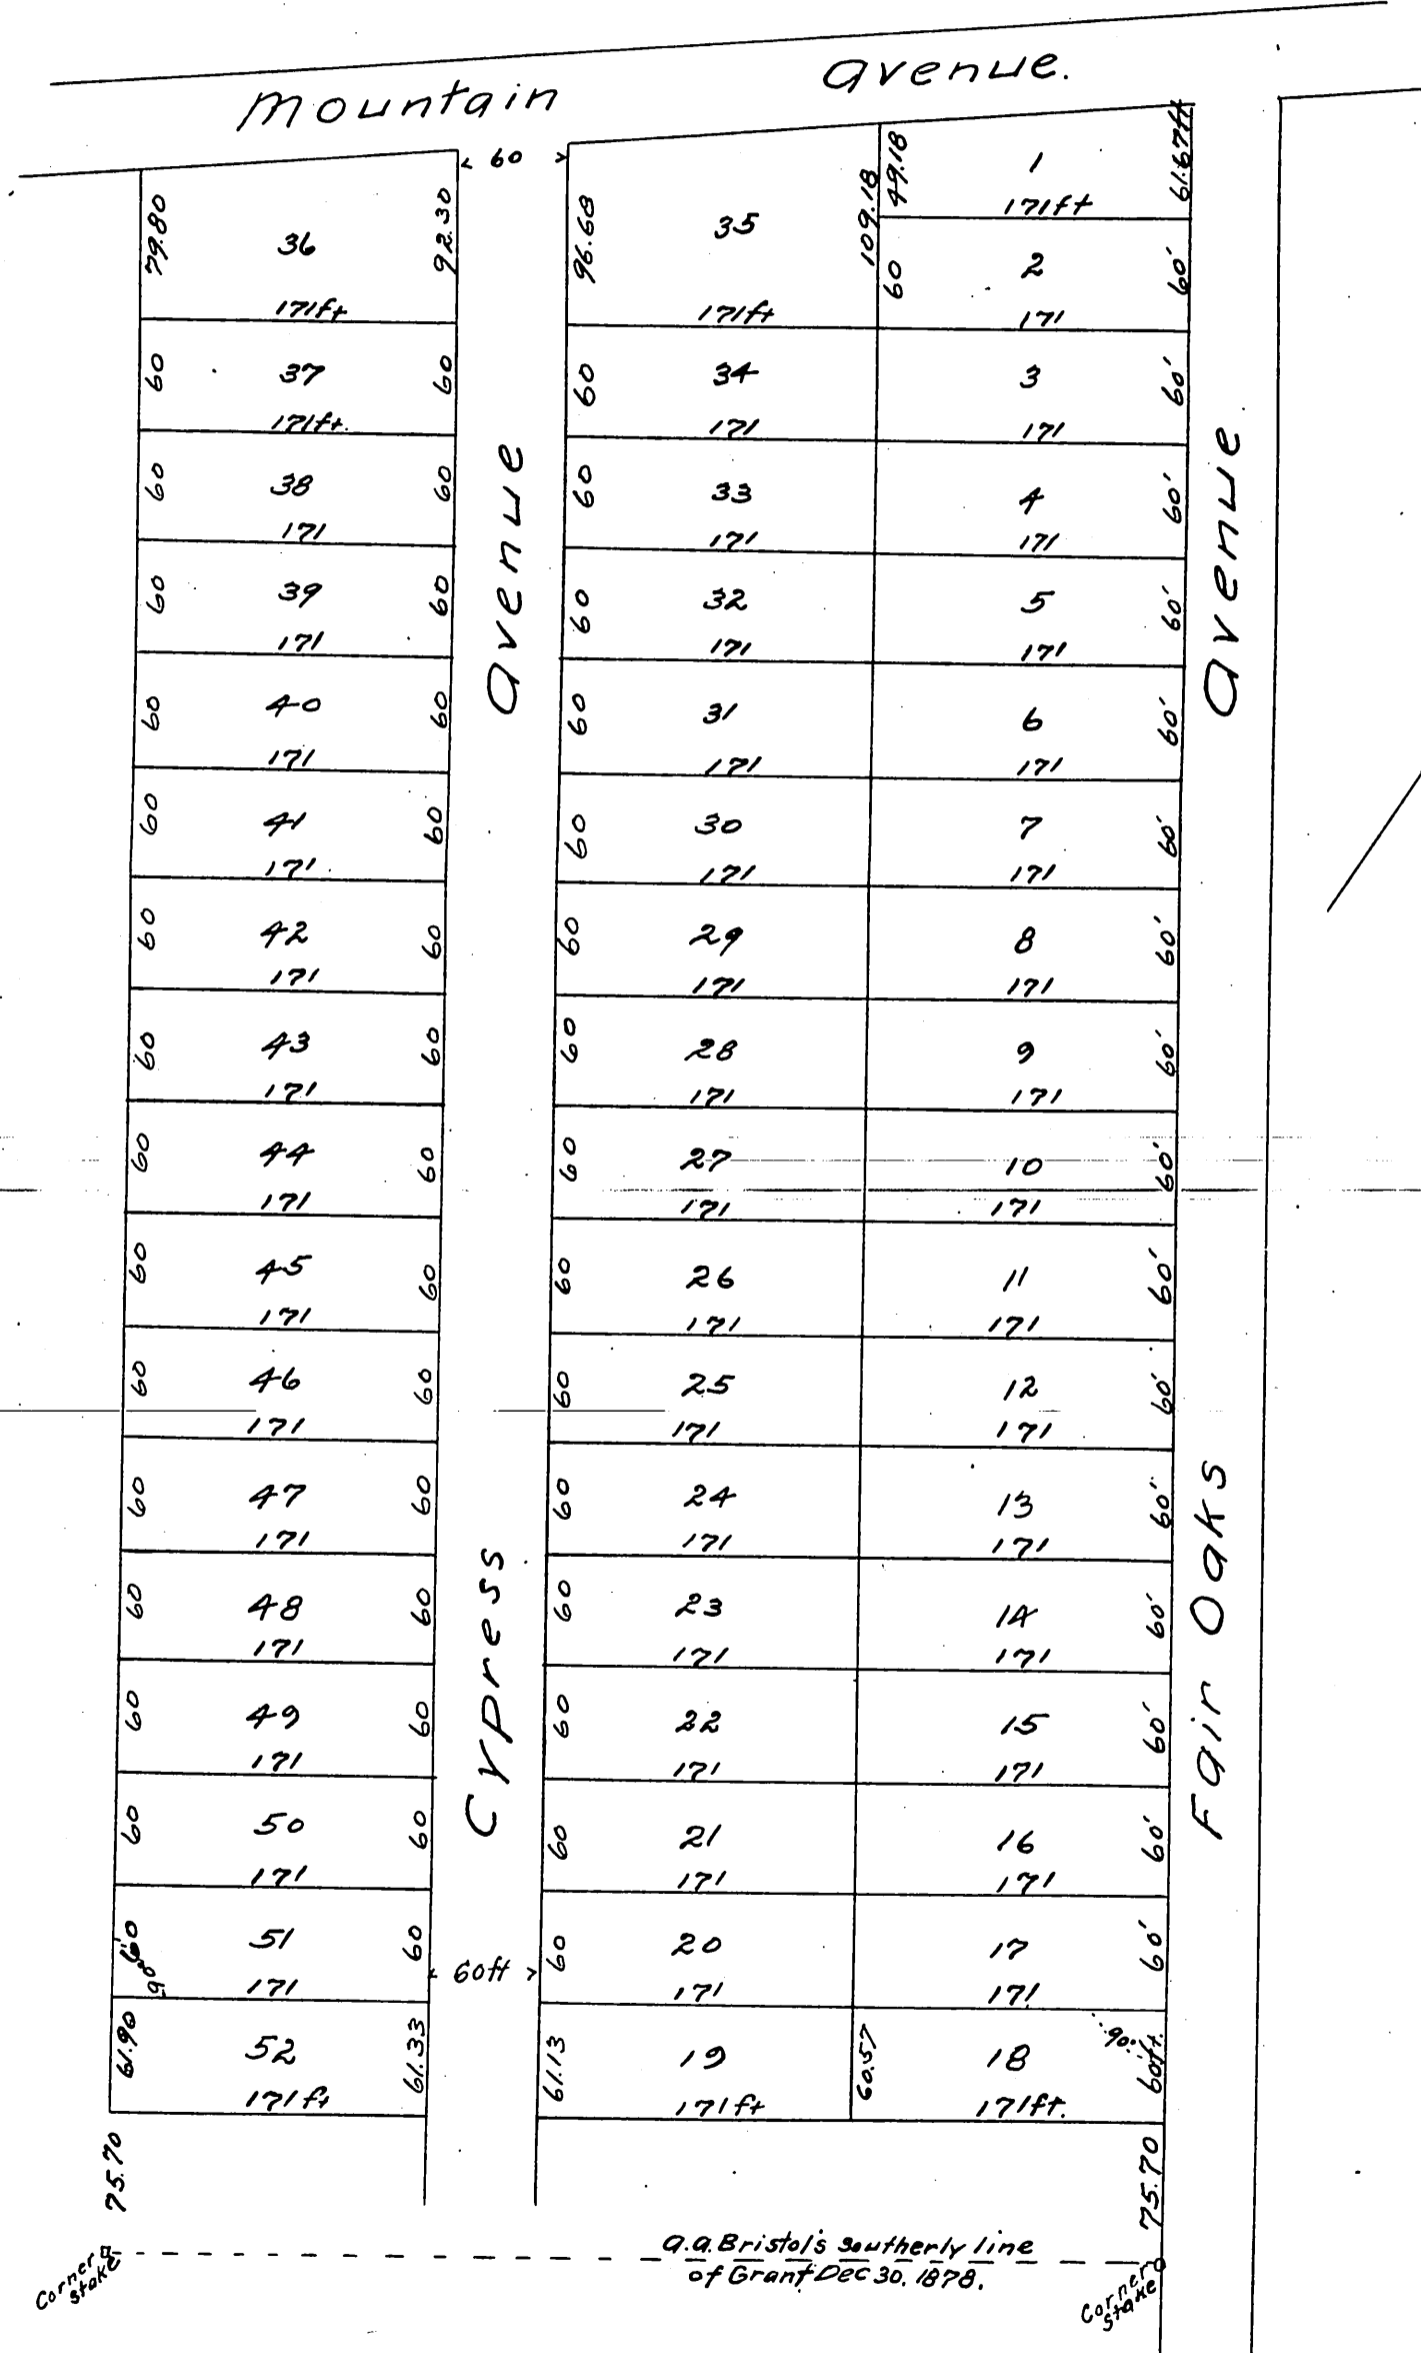 Mountain Avenue.
< 60 >
79.80 36 92.30
171ft
96.68 35 109.18
171ft
49.18 1 61.67ft
171ft
60 2 60'
171
60 37 60
171ft.
60 34
171
3 60'
171
60 38 60
171
60 33
171
4 60'
171
60 39 60
171
60 32
171
5 60'
171
60 40 60
171
60 31
171
6 60'
171
60 41 60
171
60 30
171
7 60'
171
60 42 60
171
60 29
171
8 60'
171
60 43 60
171
60 28
171
9 60'
171
60 44 60
171
60 27
171
10 60'
171
60 45 60
171
60 26
171
11 60'
171
60 46 60
171
60 25
171
12 60'
171
60 47 60
171
60 24
171
13 60'
171
60 48 60
171
60 23
171
14 60'
171
60 49 60
171
60 22
171
15 60'
171
60 50 60
171
60 21
171
16 60'
171
60 51 60
90°
171
< 60ft >
60 20
171
17 60'
171
61.90 52 61.33
171ft
61.13 19 60.57
171ft
18 90° 60ft.
171ft.
Cypress Avenue
Fair Oaks Avenue
75.70
75.70
a.a. Bristol's Southerly line
of Grant Dec 30. 1878.
Corner
stake
Corner
stake